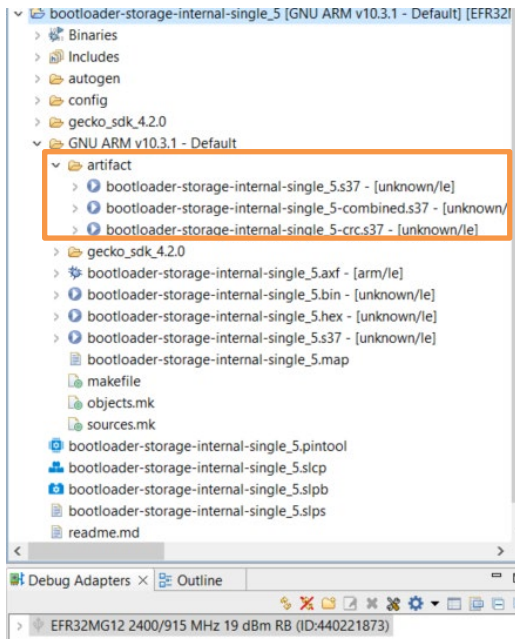 bootloader-storage-internal-single_5 [GNU ARM v10.3.1 - Default] [EFR32
Binaries
Includes
autogen
config
gecko_sdk_4.2.0
GNU ARM v10.3.1 - Default
artifact
bootloader-storage-internal-single_5.s37 - [unknown/le]
bootloader-storage-internal-single_5-combined.s37 - [unknown/
bootloader-storage-internal-single_5-crc.s37 - [unknown/le]
gecko_sdk_4.2.0
bootloader-storage-internal-single_5.axf - [arm/le]
bootloader-storage-internal-single_5.bin - [unknown/le]
bootloader-storage-internal-single_5.hex - [unknown/le]
bootloader-storage-internal-single_5.s37 - [unknown/le]
bootloader-storage-internal-single_5.map
makefile
objects.mk
sources.mk
bootloader-storage-internal-single_5.pintool
bootloader-storage-internal-single_5.slcp
bootloader-storage-internal-single_5.slpb
bootloader-storage-internal-single_5.slps
readme.md
Debug Adapters Outline
EFR32MG12 2400/915 MHz 19 dBm RB (ID:440221873)